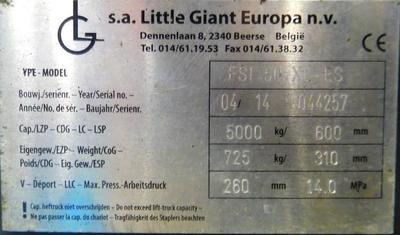 LG
s.a. Little Giant Europa n.v.
Dennenlaan 8, 2340 Beerse België
Tel. 014/61.19.53 Fax 014/61.38.32
CE
YPE - MODEL ES
Bouwj./serienr. – Year/Serial no. –
Année/No. de sér. – Baujahr/Serienr. 04/ 14 044257
Cap./LZP – CDG – LC – LSP 5000 kg/ 600 mm
Eigengew./EZP – Weight/CoG –
Poids/CDG – Eig. Gew./ESP 725 kg/ 310 mm
V – Déport – LLC – Max. Press.-Arbeitsdruck 260 mm 14.0 MPa
Cap. heftruck niet overschrijden – Do not exceed lift-truck capacity –
Ne pas passer la cap. du chariot – Tragfähigkeit des Staplers beachten